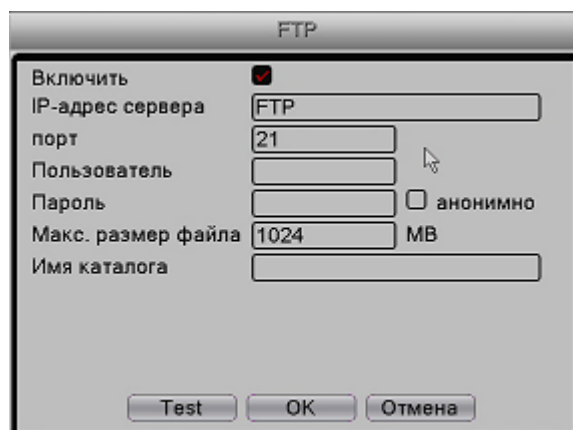 FTP
Включить
IP-адрес сервера FTP
порт 21
Пользователь
Пароль анонимно
Макс. размер файла 1024 MB
Имя каталога
Test OK Отмена